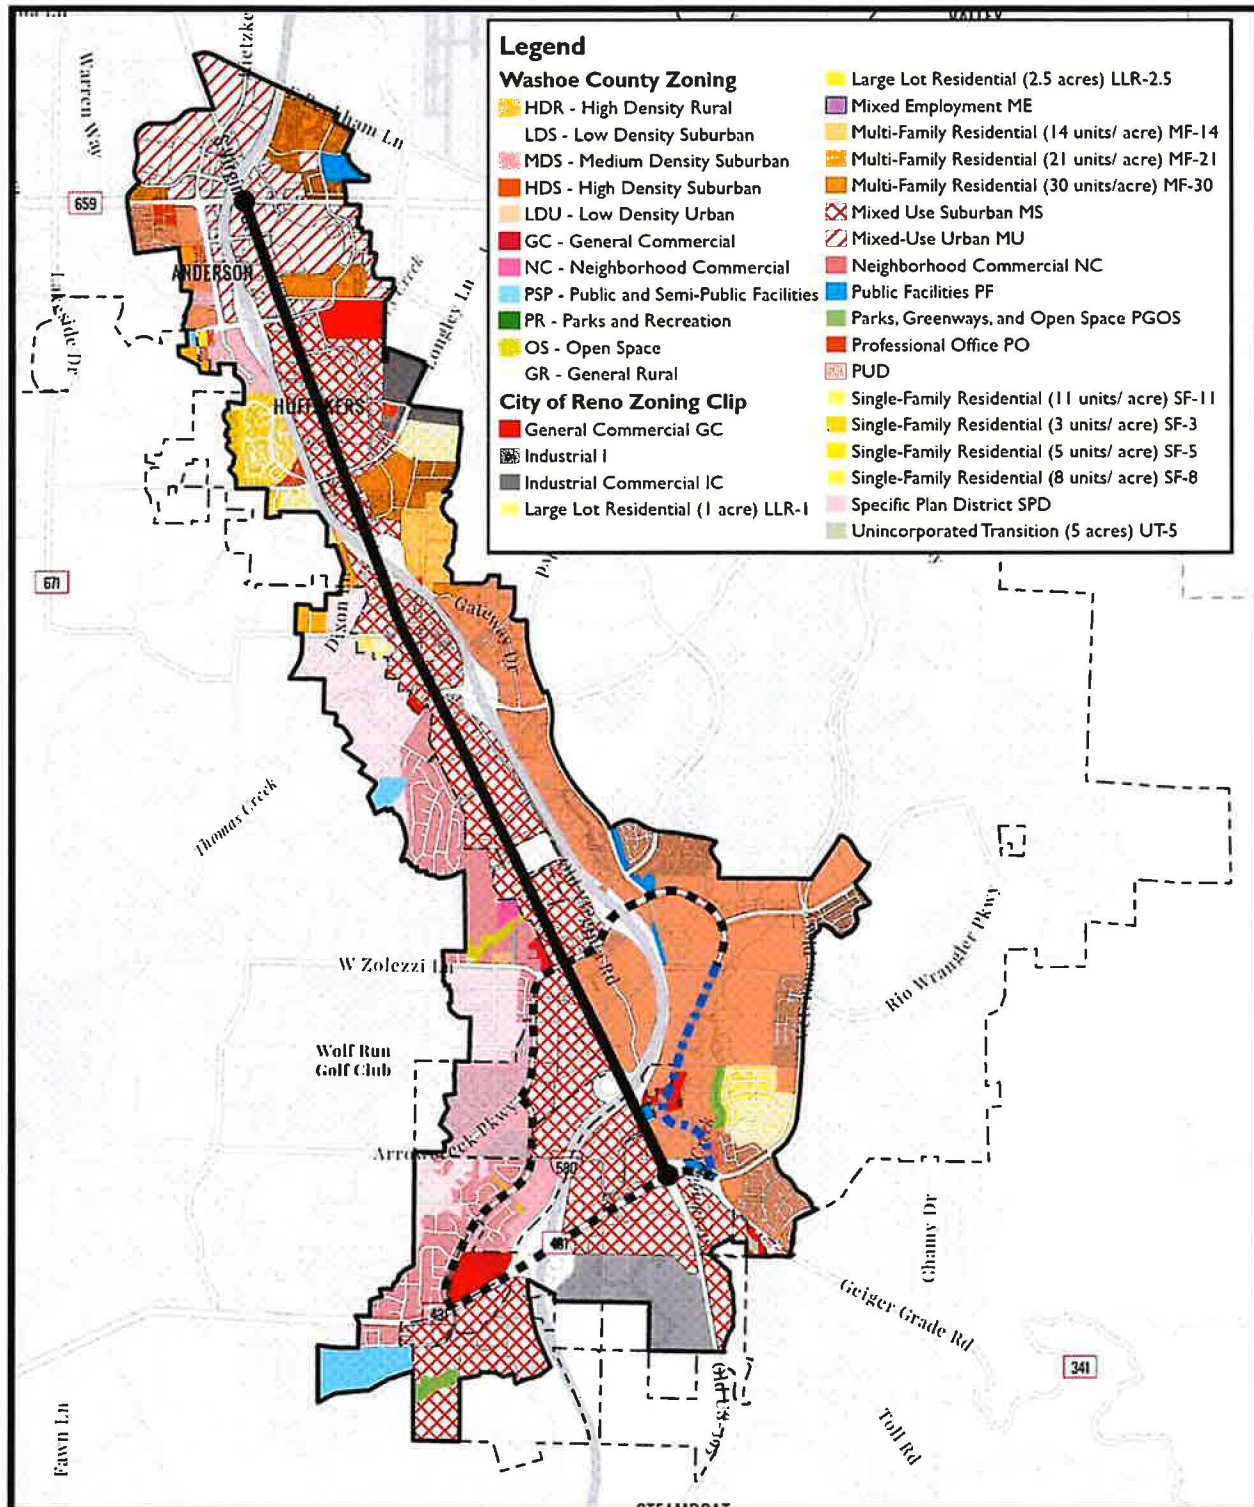 VALLEY
Legend
Washoe County Zoning
HDR - High Density Rural
LDS - Low Density Suburban
MDS - Medium Density Suburban
HDS - High Density Suburban
LDU - Low Density Urban
GC - General Commercial
NC - Neighborhood Commercial
PSP - Public and Semi-Public Facilities
PR - Parks and Recreation
OS - Open Space
GR - General Rural
City of Reno Zoning Clip
General Commercial GC
Industrial I
Industrial Commercial IC
Large Lot Residential (1 acre) LLR-1
Large Lot Residential (2.5 acres) LLR-2.5
Mixed Employment ME
Multi-Family Residential (14 units/ acre) MF-14
Multi-Family Residential (21 units/ acre) MF-21
Multi-Family Residential (30 units/acre) MF-30
Mixed Use Suburban MS
Mixed-Use Urban MU
Neighborhood Commercial NC
Public Facilities PF
Parks, Greenways, and Open Space PGOS
Professional Office PO
PUD
Single-Family Residential (11 units/ acre) SF-11
Single-Family Residential (3 units/ acre) SF-3
Single-Family Residential (5 units/ acre) SF-5
Single-Family Residential (8 units/ acre) SF-8
Specific Plan District SPD
Unincorporated Transition (5 acres) UT-5
Warren Way
659
ANDERSON
Lakeside Dr
Longley Ln
671
Dixon Ln
Gateway Dr
Thomas Creek
Rd
W Zolezzi Ln
Rio Wrangler Pkwy
Wolf Run
Golf Club
Arrowcreek Pkwy
580
431
Chamy Dr
Geiger Grade Rd
341
Toll Rd
Fawn Ln
STEAMBOAT